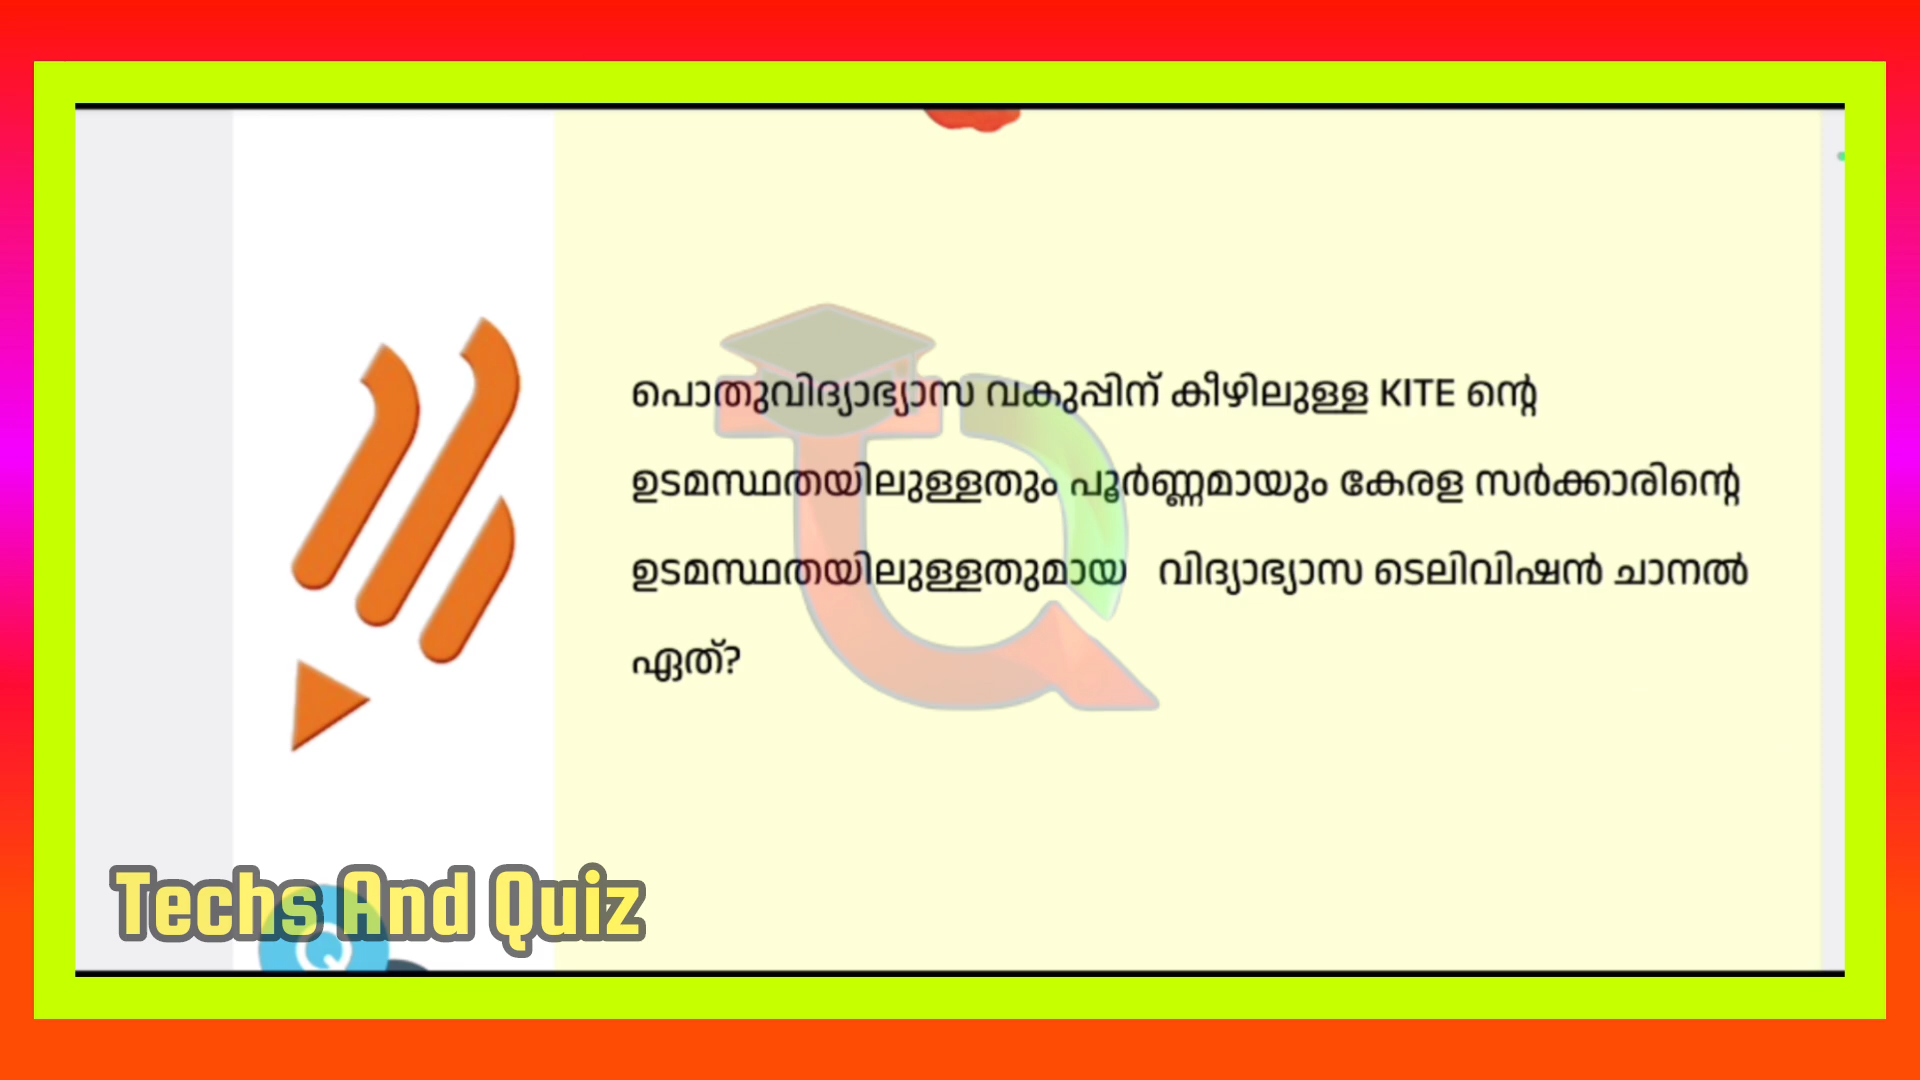 പൊതുവിദ്യാഭ്യാസ വകുപ്പിന് കീഴിലുള്ള KITE ന്റെ
ഉടമസ്ഥതയിലുള്ളതും പൂർണ്ണമായും കേരള സർക്കാരിന്റെ
ഉടമസ്ഥതയിലുള്ളതുമായ വിദ്യാഭ്യാസ ടെലിവിഷൻ ചാനൽ
ഏത്?
Techs And Quiz